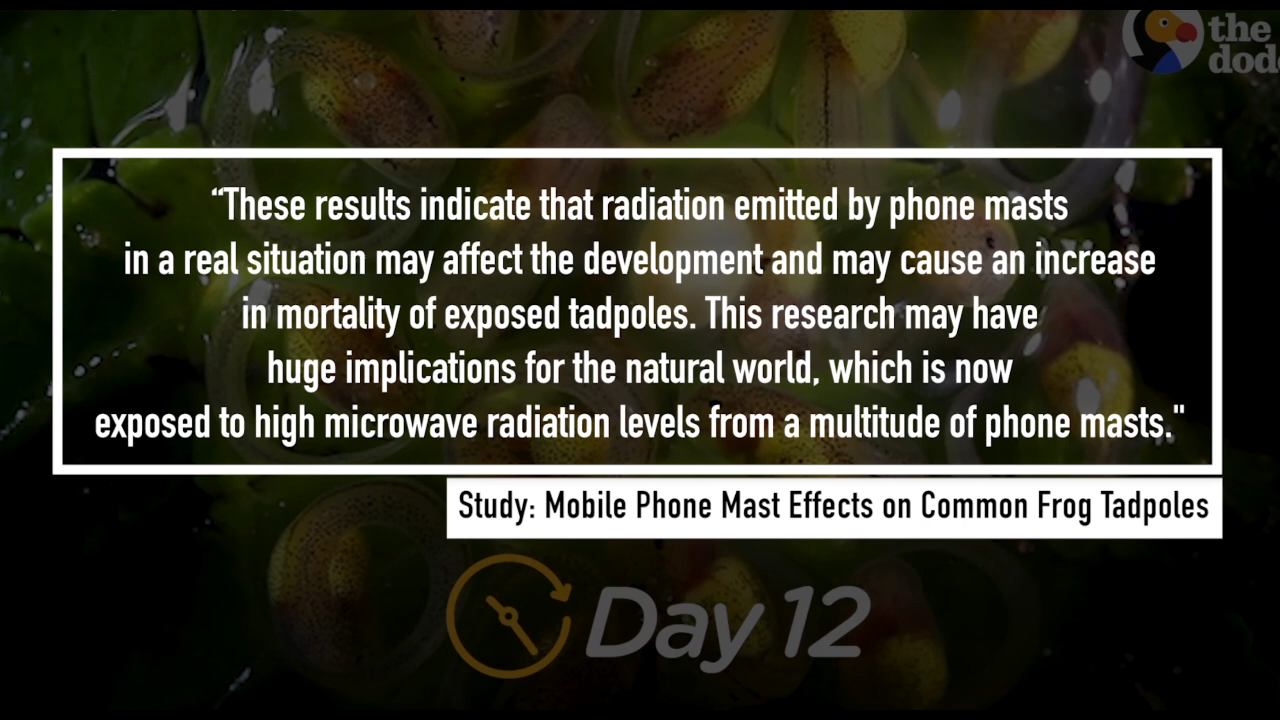 the
dod
“These results indicate that radiation emitted by phone masts
in a real situation may affect the development and may cause an increase
in mortality of exposed tadpoles. This research may have
huge implications for the natural world, which is now
exposed to high microwave radiation levels from a multitude of phone masts."
Study: Mobile Phone Mast Effects on Common Frog Tadpoles
Day 12